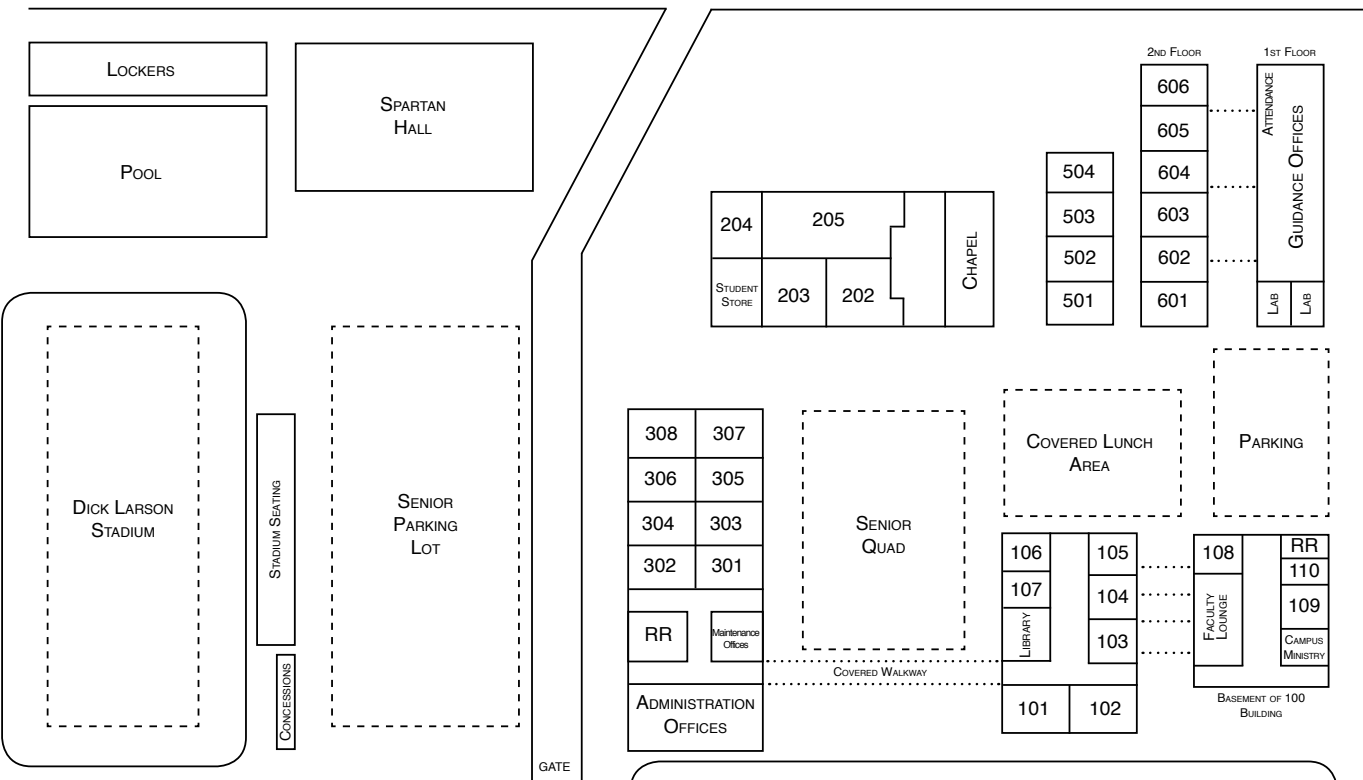 Lockers
Pool
Spartan
Hall
Dick Larson
Stadium
Stadium Seating
Concessions
Senior
Parking
Lot
GATE
204
205
Student
Store
203
202
Chapel
504
503
502
501
2nd Floor
606
605
604
603
602
601
1st Floor
Attendance
Guidance Offices
Lab
Lab
308
307
306
305
304
303
302
301
RR
Maintenance
Offices
Administration
Offices
Senior
Quad
Covered Walkway
Covered Lunch
Area
Parking
106
105
107
104
Library
103
101
102
108
RR
110
Faculty
Lounge
109
Campus
Ministry
Basement of 100
Building